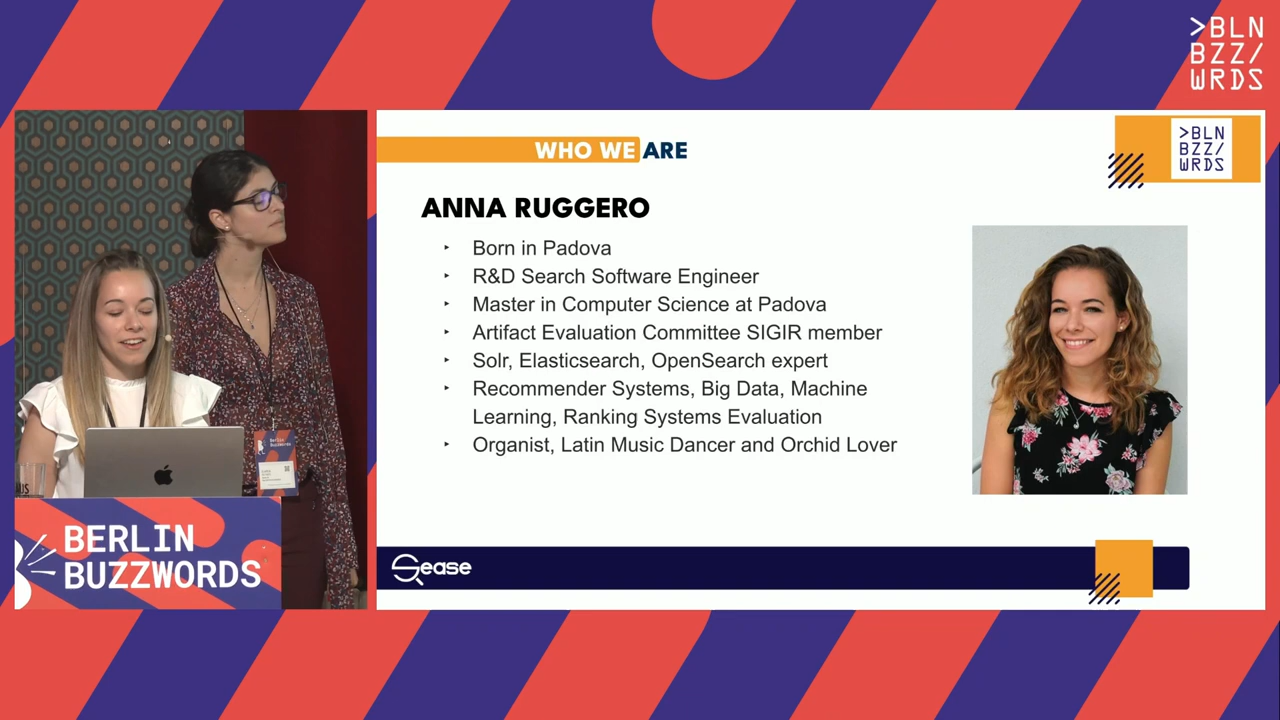 >BLN
BZZ/
WRDS
WHO WE ARE
>BLN
BZZ/
WRDS
ANNA RUGGERO
‣ Born in Padova
‣ R&D Search Software Engineer
‣ Master in Computer Science at Padova
‣ Artifact Evaluation Committee SIGIR member
‣ Solr, Elasticsearch, OpenSearch expert
‣ Recommender Systems, Big Data, Machine
Learning, Ranking Systems Evaluation
‣ Organist, Latin Music Dancer and Orchid Lover
Berlin
Buzzwords
BERLIN
BUZZWORDS
Sease